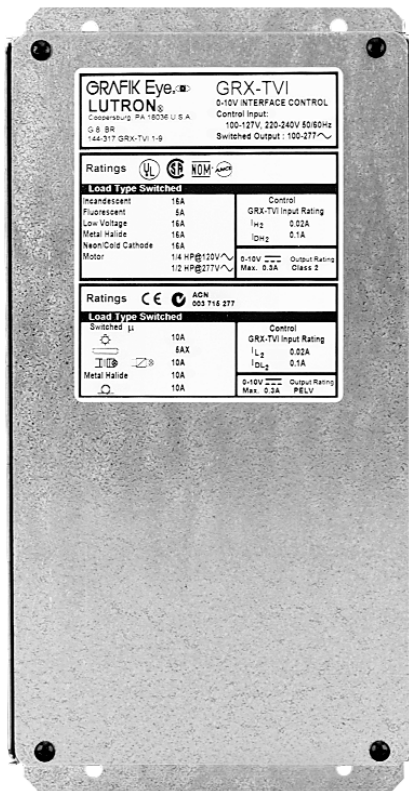 GRAFIK Eye. GRX-TVI
LUTRON® 0-10V INTERFACE CONTROL
Coopersburg PA 18036 U.S.A. Control Input:
100-127V, 220-240V 50/60Hz
G.8 BR Switched Output : 100-277
144-317 GRX-TVI 1-9
Ratings UL NOM ANCE
Load Type Switched
Incandescent 16A
Fluorescent 5A
Low Voltage 16A
Metal Halide 16A
Neon/Cold Cathode 16A
Motor 1/4 HP@120V
1/2 HP@277V
Control
GRX-TVI Input Rating
IH2 0.02A
IDH2 0.1A
0-10V Output Rating
Max. 0.3A Class 2
Ratings CE ACN
003 715 277
Load Type Switched
Switched µ
10A
5AX
10A
Metal Halide 10A
10A
Control
GRX-TVI Input Rating
IL2 0.02A
IDL2 0.1A
0-10V Output Rating
Max. 0.3A PELV